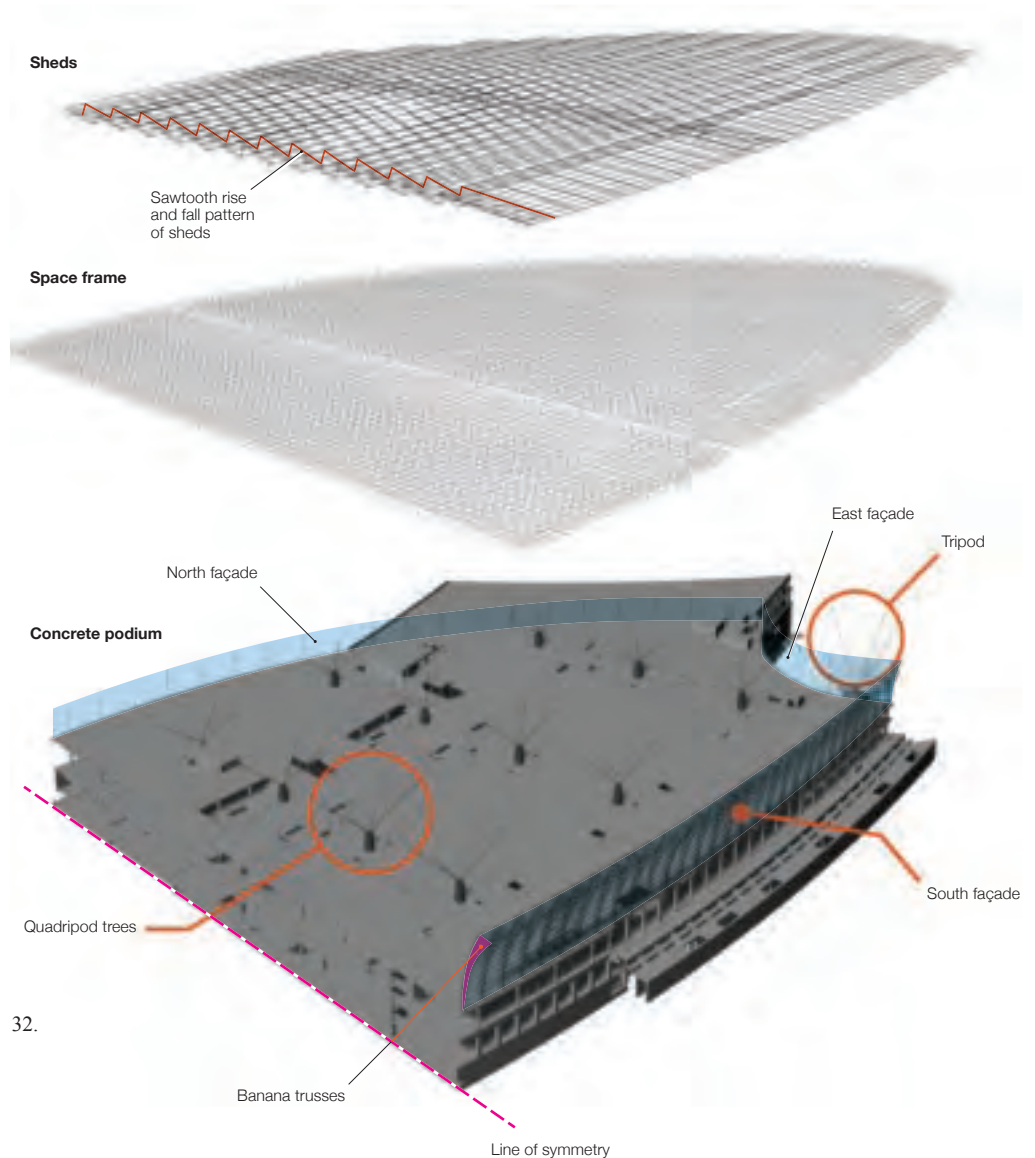 Sheds
Sawtooth rise
and fall pattern
of sheds
Space frame
East façade
Tripod
North façade
Concrete podium
South façade
Quadripod trees
32.
Banana trusses
Line of symmetry